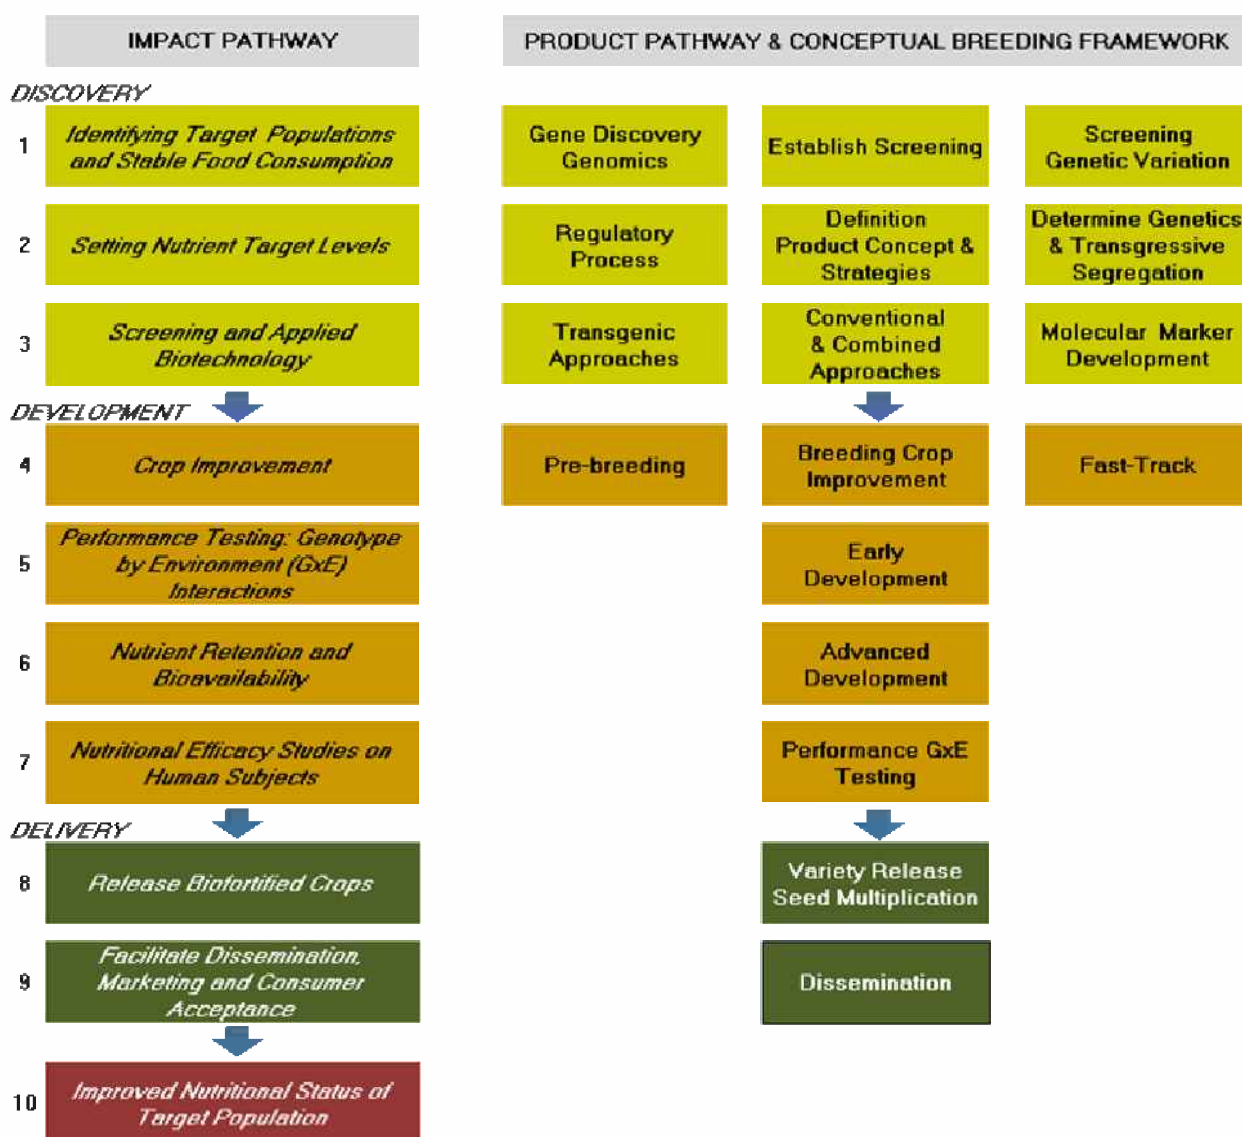 IMPACT PATHWAY
PRODUCT PATHWAY & CONCEPTUAL BREEDING FRAMEWORK
DISCOVERY
1
Identifying Target Populations
and Stable Food Consumption
Gene Discovery
Genomics
Establish Screening
Screening
Genetic Variation
2
Setting Nutrient Target Levels
Regulatory
Process
Definition
Product Concept &
Strategies
Determine Genetics
& Transgressive
Segregation
3
Screening and Applied
Biotechnology
Transgenic
Approaches
Conventional
& Combined
Approaches
Molecular Marker
Development
DEVELOPMENT
4
Crop Improvement
Pre-breeding
Breeding Crop
Improvement
Fast-Track
5
Performance Testing: Genotype
by Environment (GxE)
Interactions
Early
Development
6
Nutrient Retention and
Bioavailability
Advanced
Development
7
Nutritional Efficacy Studies on
Human Subjects
Performance GxE
Testing
DELIVERY
8
Release Biofortified Crops
Variety Release
Seed Multiplication
9
Facilitate Dissemination,
Marketing and Consumer
Acceptance
Dissemination
10
Improved Nutritional Status of
Target Population